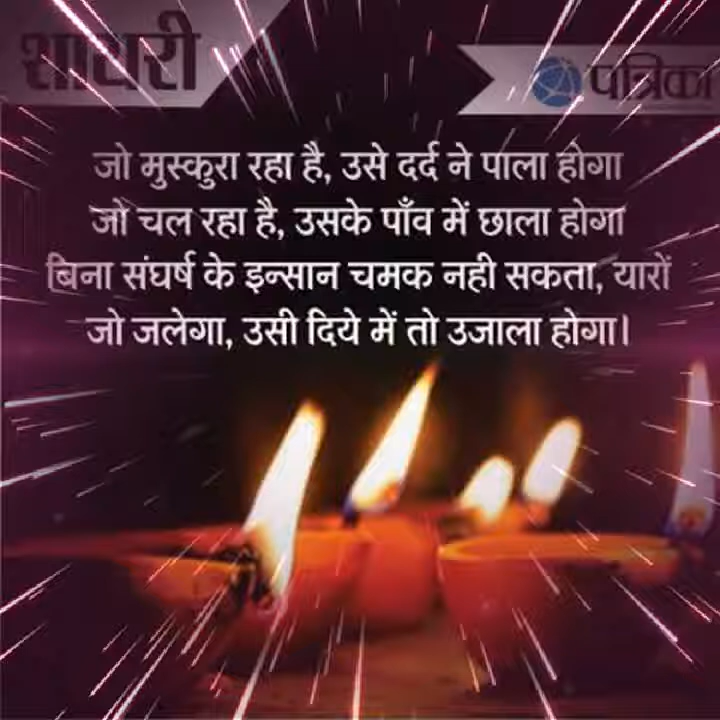 शायरी
पत्रिका
जो मुस्कुरा रहा है, उसे दर्द ने पाला होगा
जो चल रहा है, उसके पाँव में छाला होगा
बिना संघर्ष के इन्सान चमक नही सकता, यारों
जो जलेगा, उसी दिये में तो उजाला होगा।